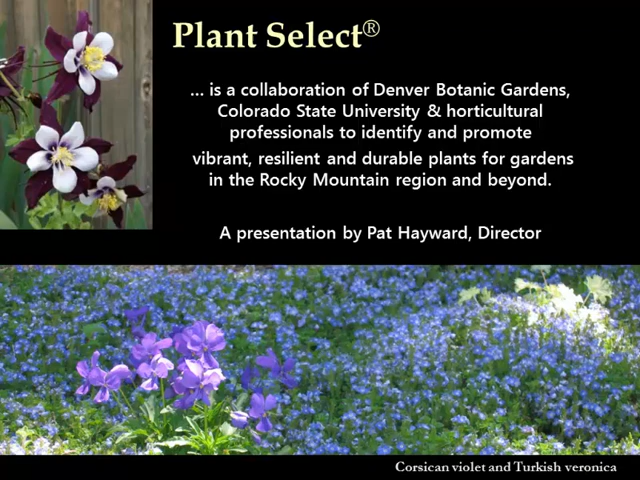 Plant Select®
... is a collaboration of Denver Botanic Gardens,
Colorado State University & horticultural
professionals to identify and promote
vibrant, resilient and durable plants for gardens
in the Rocky Mountain region and beyond.
A presentation by Pat Hayward, Director
Corsican violet and Turkish veronica